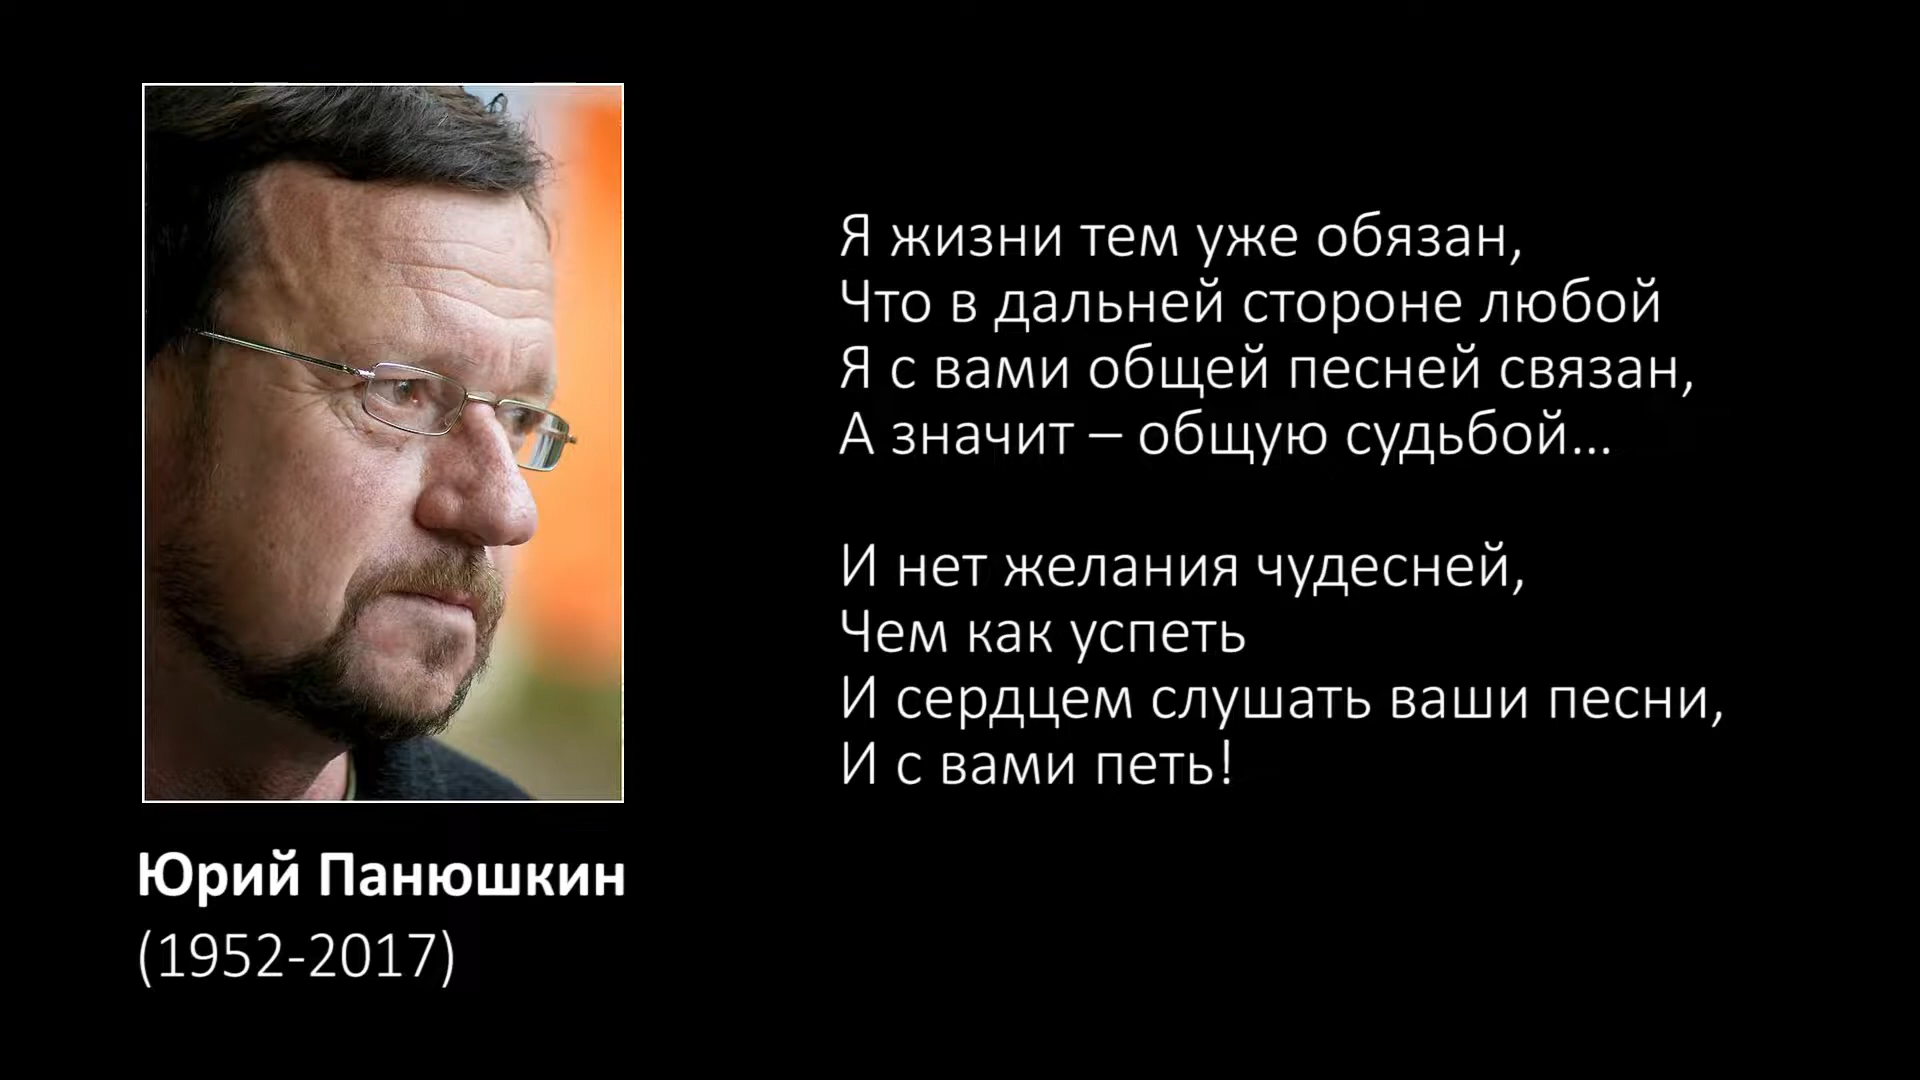 Я жизни тем уже обязан,
Что в дальней стороне любой
Я с вами общей песней связан,
А значит – общую судьбой...
И нет желания чудесней,
Чем как успеть
И сердцем слушать ваши песни,
И с вами петь!
Юрий Панюшкин
(1952-2017)